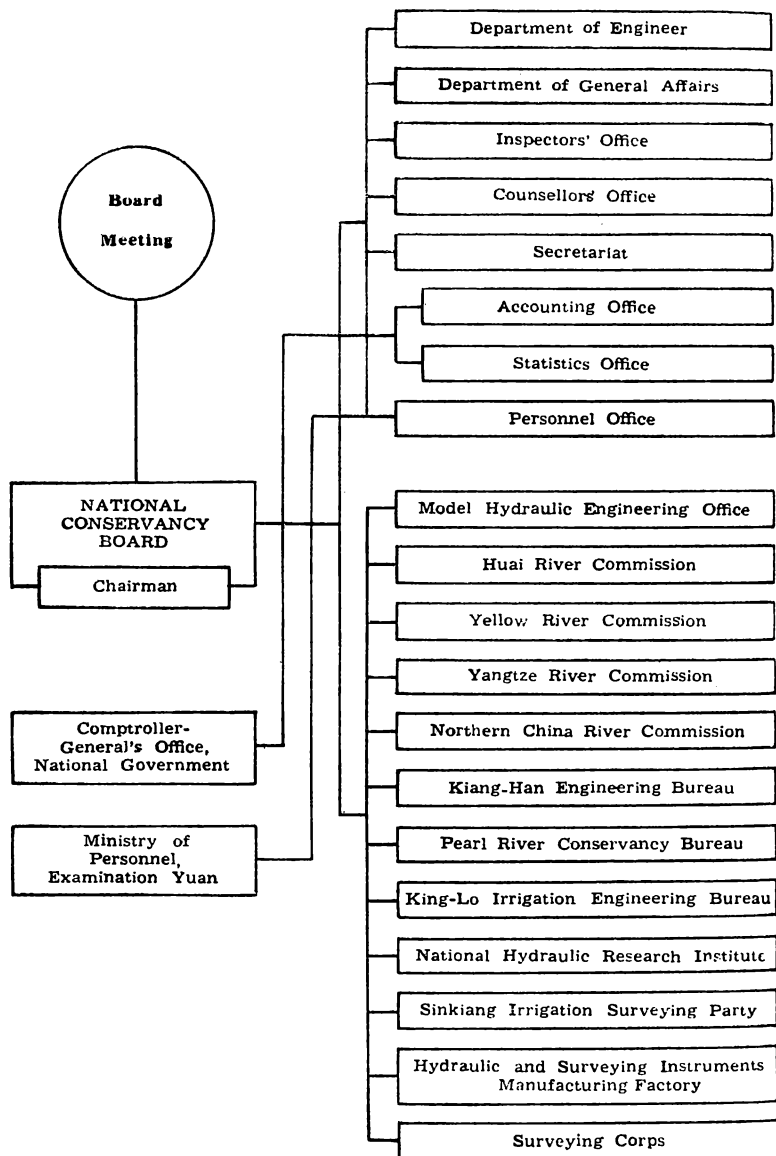 Department of Engineer
Department of General Affairs
Inspectors' Office
Counsellors' Office
Secretariat
Accounting Office
Statistics Office
Personnel Office
Board
Meeting
NATIONAL
CONSERVANCY
BOARD
Chairman
Comptroller-
General's Office,
National Government
Ministry of
Personnel,
Examination Yuan
Model Hydraulic Engineering Office
Huai River Commission
Yellow River Commission
Yangtze River Commission
Northern China River Commission
Kiang-Han Engineering Bureau
Pearl River Conservancy Bureau
King-Lo Irrigation Engineering Bureau
National Hydraulic Research Institute
Sinkiang Irrigation Surveying Party
Hydraulic and Surveying Instruments
Manufacturing Factory
Surveying Corps